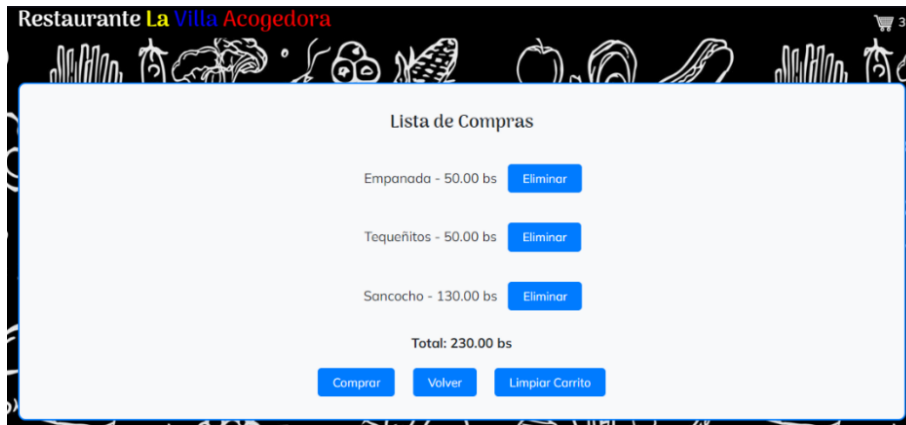 Restaurante La Villa Acogedora 3
Lista de Compras
Empanada - 50.00 bs Eliminar
Tequeñitos - 50.00 bs Eliminar
Sancocho - 130.00 bs Eliminar
Total: 230.00 bs
Comprar Volver Limpiar Carrito